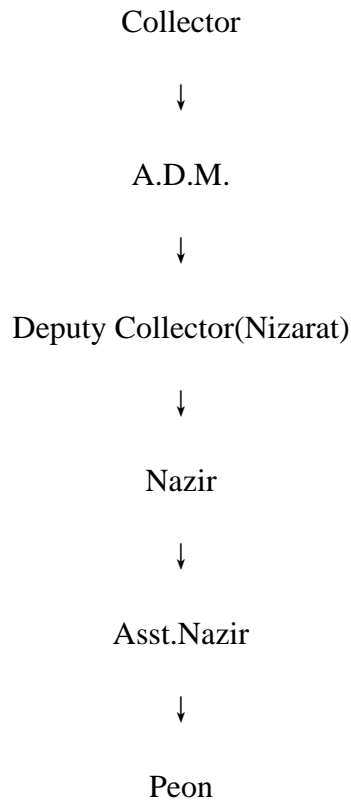 Collector
↓
A.D.M.
↓
Deputy Collector(Nizarat)
↓
Nazir
↓
Asst.Nazir
↓
Peon